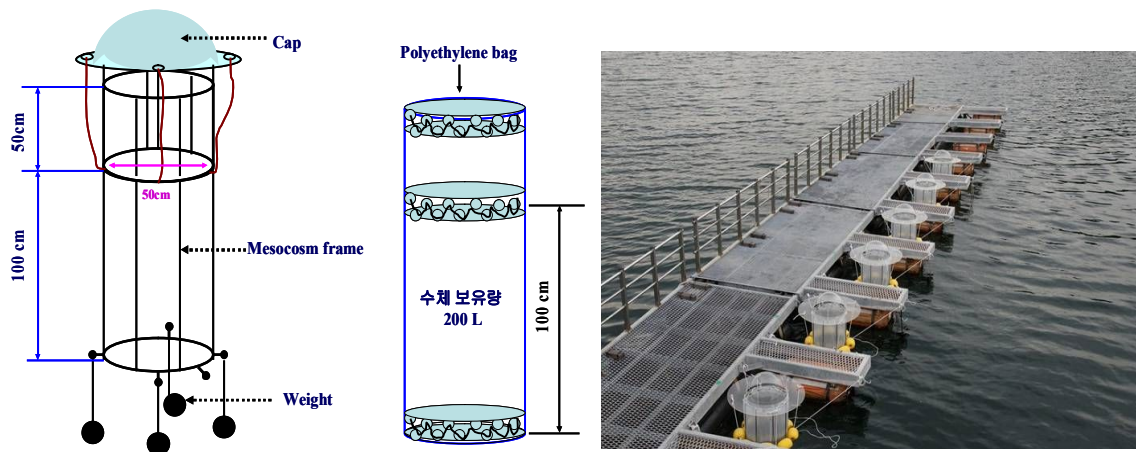 Cap
50cm
50cm
100 cm
Mesocosm frame
Weight
Polyethylene bag
수체 보유량
200 L
100 cm